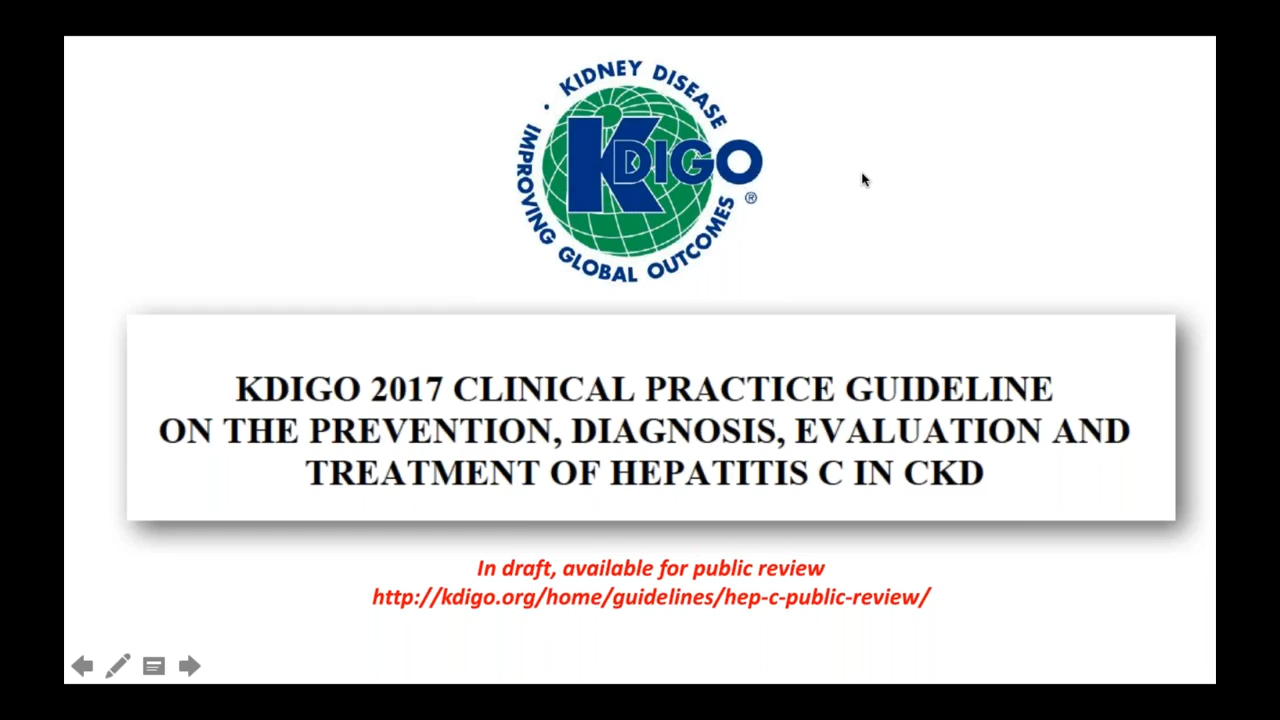 • KIDNEY DISEASE
IMPROVING GLOBAL OUTCOMES
KDIGO
®
KDIGO 2017 CLINICAL PRACTICE GUIDELINE
ON THE PREVENTION, DIAGNOSIS, EVALUATION AND
TREATMENT OF HEPATITIS C IN CKD
In draft, available for public review
http://kdigo.org/home/guidelines/hep-c-public-review/